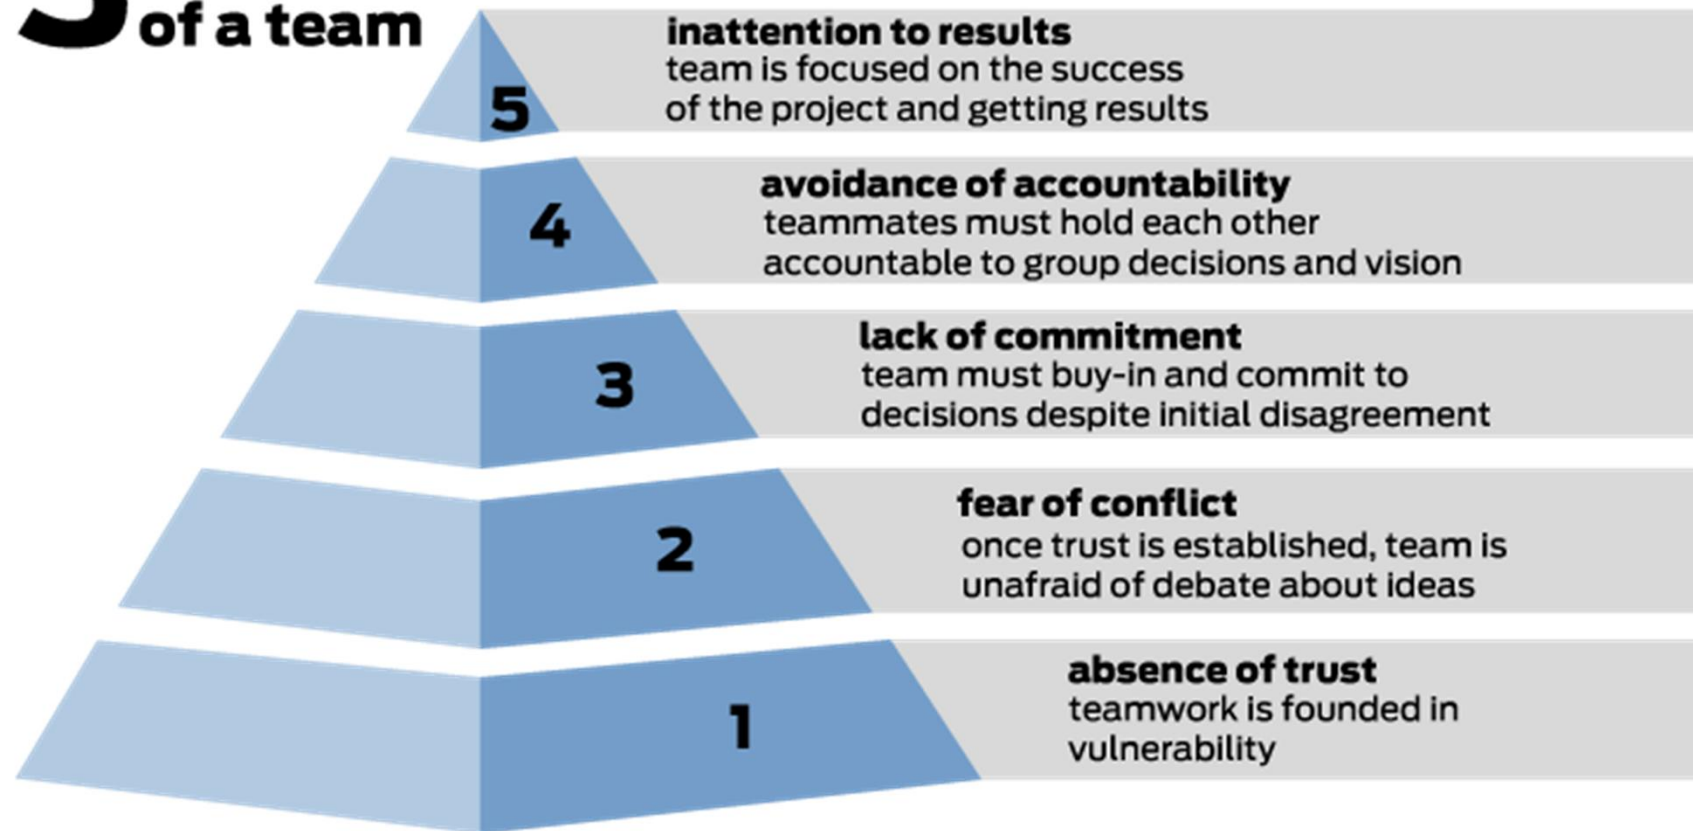 of a team
inattention to results
team is focused on the success
of the project and getting results
5
avoidance of accountability
teammates must hold each other
accountable to group decisions and vision
4
lack of commitment
team must buy-in and commit to
decisions despite initial disagreement
3
fear of conflict
once trust is established, team is
unafraid of debate about ideas
2
absence of trust
teamwork is founded in
vulnerability
1